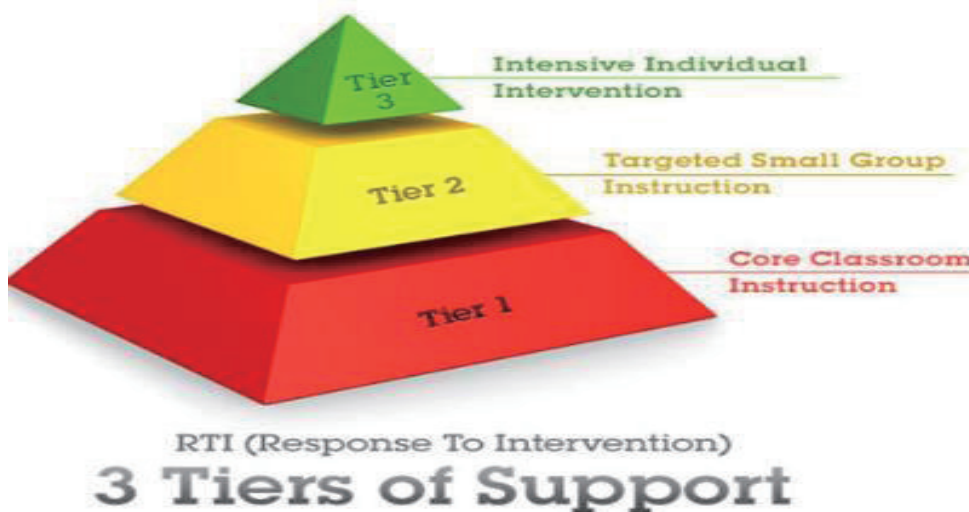 Tier
3
Intensive Individual
Intervention
Tier 2
Targeted Small Group
Instruction
Tier 1
Core Classroom
Instruction
RTI (Response To Intervention)
3 Tiers of Support